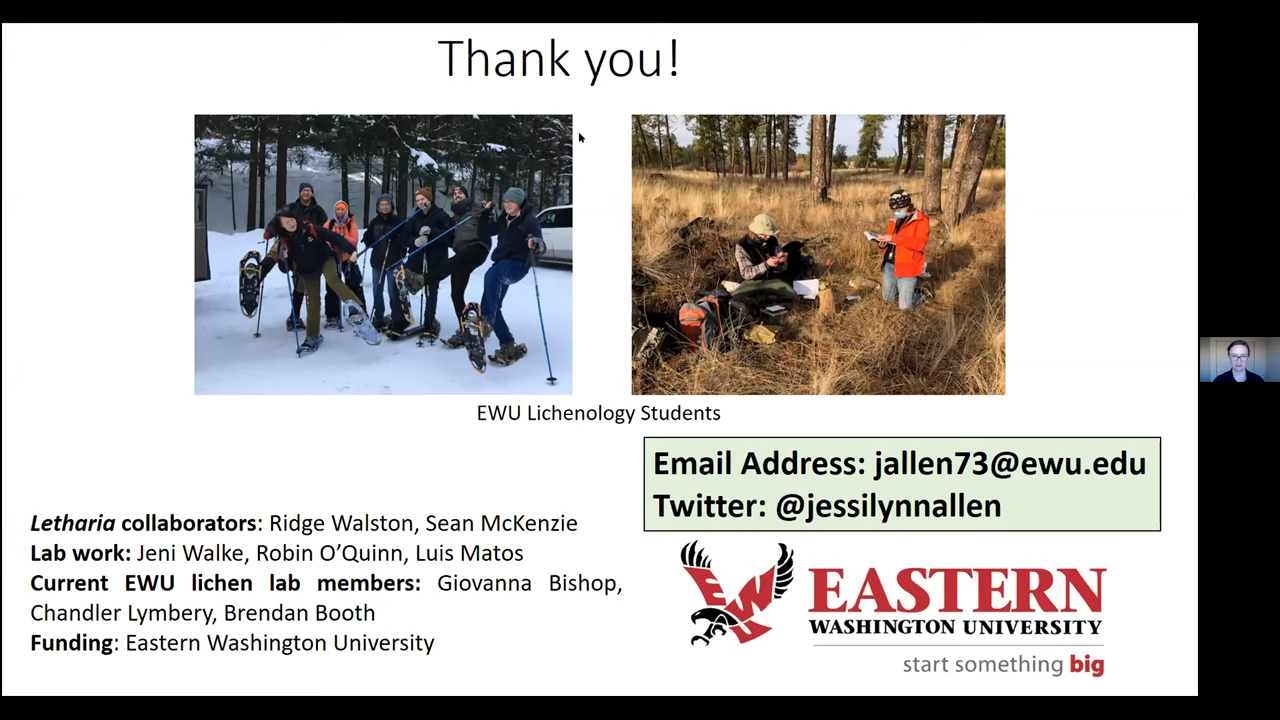 Thank you!
EWU Lichenology Students
Email Address: jallen73@ewu.edu
Twitter: @jessilynnallen
Letharia collaborators: Ridge Walston, Sean McKenzie
Lab work: Jeni Walke, Robin O’Quinn, Luis Matos
Current EWU lichen lab members: Giovanna Bishop,
Chandler Lymbery, Brendan Booth
Funding: Eastern Washington University
EWU
EASTERN
WASHINGTON UNIVERSITY
start something big